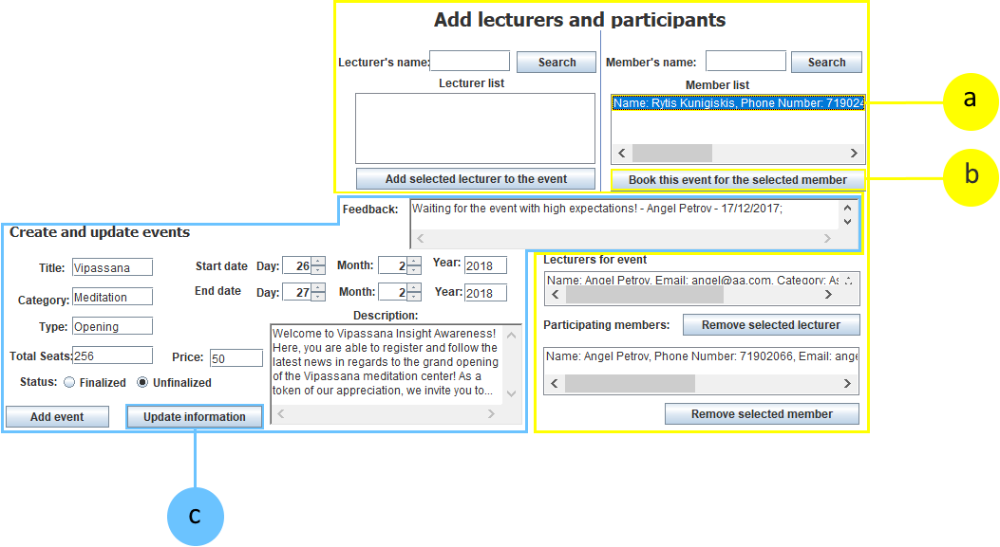 Add lecturers and participants
Lecturer's name: Search
Member's name: Search
Lecturer list
Member list
Name: Rytis Kunigiskis, Phone Number: 719024
a
Add selected lecturer to the event
Book this event for the selected member
b
Feedback:
Waiting for the event with high expectations! - Angel Petrov - 17/12/2017;
Create and update events
Title: Vipassana
Start date Day: 26 Month: 2 Year: 2018
Category: Meditation
End date Day: 27 Month: 2 Year: 2018
Type: Opening
Total Seats: 256
Price: 50
Status: Finalized Unfinalized
Add event
Update information
Description:
Welcome to Vipassana Insight Awareness!
Here, you are able to register and follow the
latest news in regards to the grand opening
of the Vipassana meditation center! As a
token of our appreciation, we invite you to...
Lecturers for event
Name: Angel Petrov, Email: angel@aa.com, Category: As
Participating members:
Remove selected lecturer
Name: Angel Petrov, Phone Number: 71902066, Email: ange
Remove selected member
c